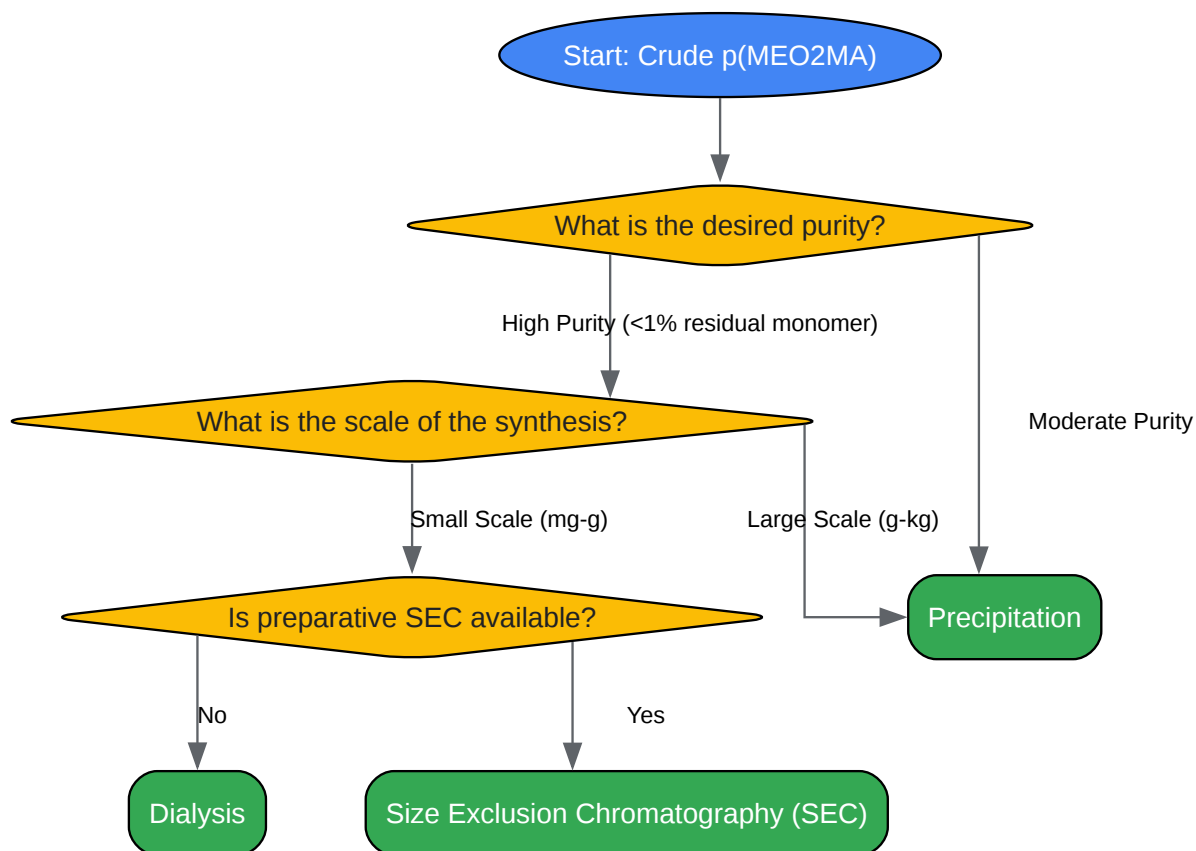 Start: Crude p(MEO2MA)
What is the desired purity?
High Purity (<1% residual monomer)
What is the scale of the synthesis?
Moderate Purity
Small Scale (mg-g)
Large Scale (g-kg)
Is preparative SEC available?
Precipitation
No
Yes
Dialysis
Size Exclusion Chromatography (SEC)